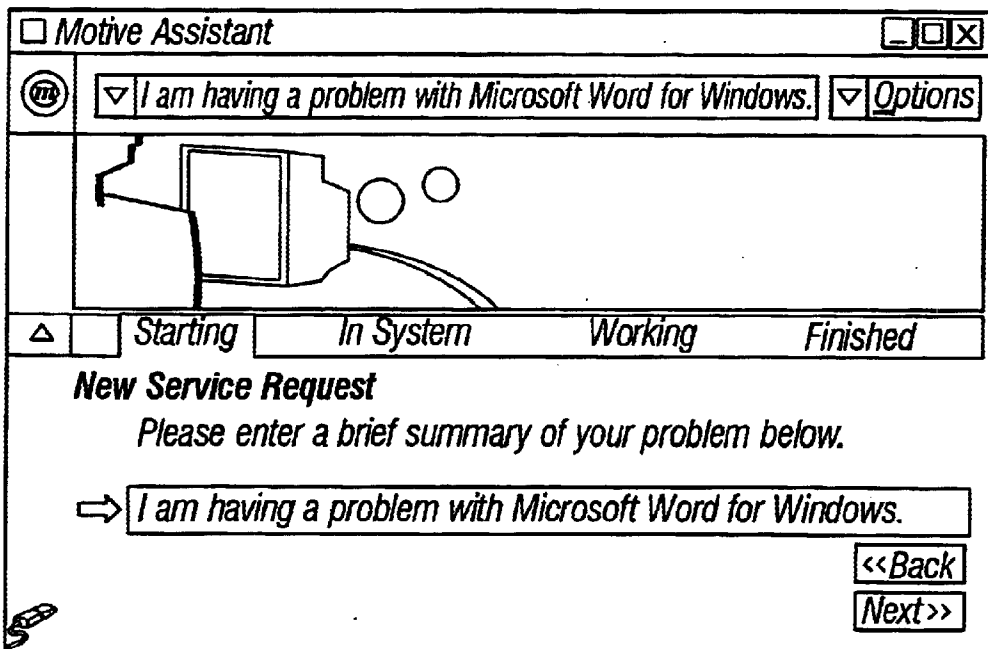 Motive Assistant
m I am having a problem with Microsoft Word for Windows. Options
Starting In System Working Finished
New Service Request
Please enter a brief summary of your problem below.
I am having a problem with Microsoft Word for Windows.
<<Back
Next>>